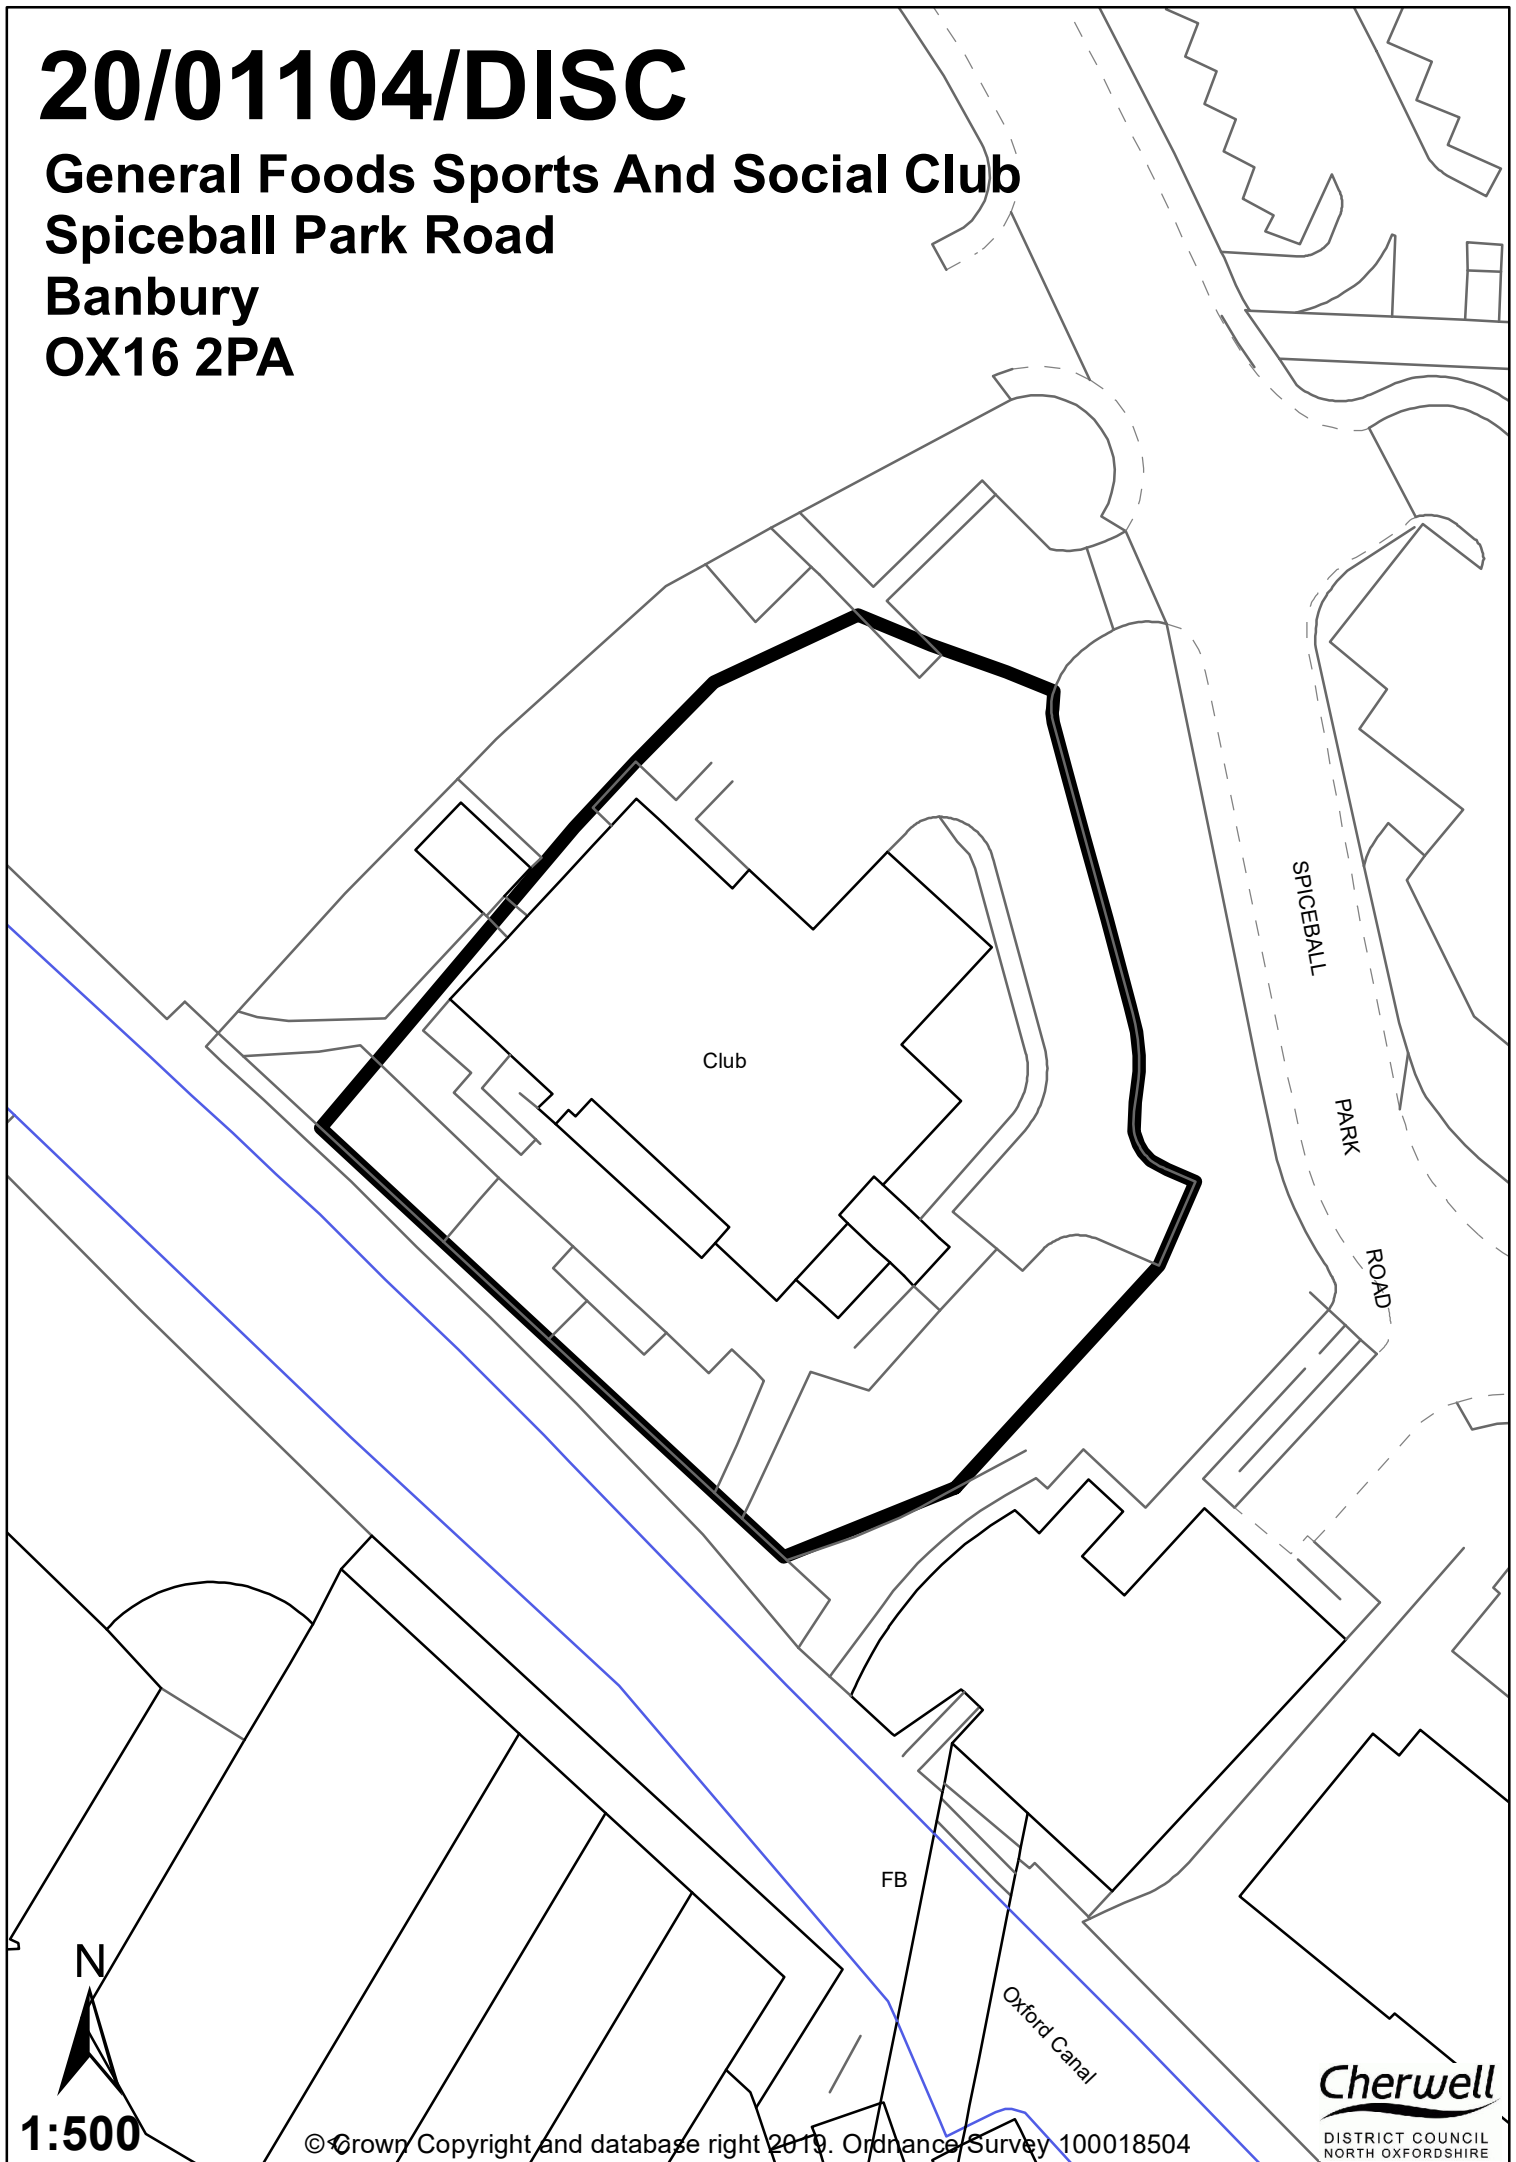 20/01104/DISC
General Foods Sports And Social Club
Spiceball Park Road
Banbury
OX16 2PA
SPICEBALL
PARK
ROAD
Club
FB
Oxford Canal
N
1:500
© Crown Copyright and database right 2019. Ordnance Survey 100018504
Cherwell
DISTRICT COUNCIL
NORTH OXFORDSHIRE